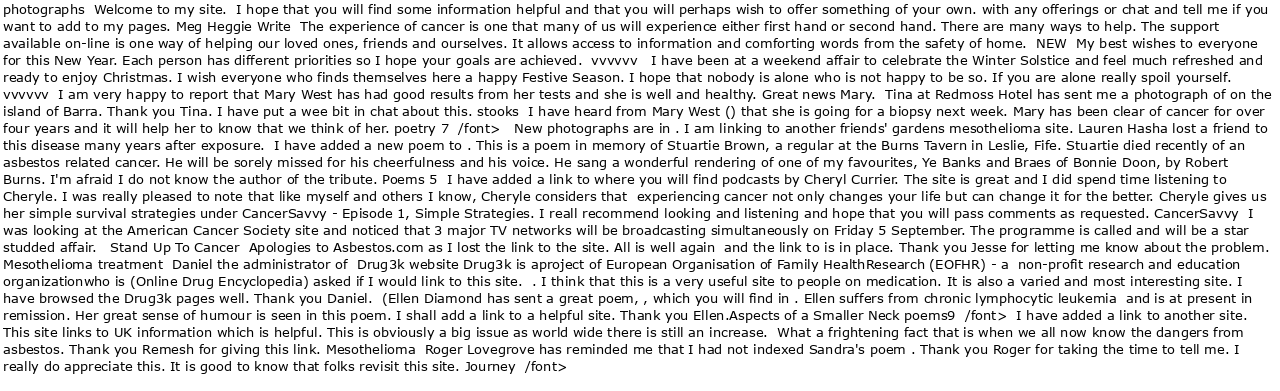 photographs  Welcome to my site.  I hope that you will find some information helpful and that you will perhaps wish to offer something of your own. with any offerings or chat and tell me if you
want to add to my pages. Meg Heggie Write  The experience of cancer is one that many of us will experience either first hand or second hand. There are many ways to help. The support
available on-line is one way of helping our loved ones, friends and ourselves. It allows access to information and comforting words from the safety of home.  NEW  My best wishes to everyone
for this New Year. Each person has different priorities so I hope your goals are achieved.  vvvvvv   I have been at a weekend affair to celebrate the Winter Solstice and feel much refreshed and
ready to enjoy Christmas. I wish everyone who finds themselves here a happy Festive Season. I hope that nobody is alone who is not happy to be so. If you are alone really spoil yourself.
vvvvvv  I am very happy to report that Mary West has had good results from her tests and she is well and healthy. Great news Mary.  Tina at Redmoss Hotel has sent me a photograph of on the
island of Barra. Thank you Tina. I have put a wee bit in chat about this. stooks  I have heard from Mary West () that she is going for a biopsy next week. Mary has been clear of cancer for over
four years and it will help her to know that we think of her. poetry 7  /font>   New photographs are in . I am linking to another friends' gardens mesothelioma site. Lauren Hasha lost a friend to
this disease many years after exposure.  I have added a new poem to . This is a poem in memory of Stuartie Brown, a regular at the Burns Tavern in Leslie, Fife. Stuartie died recently of an
asbestos related cancer. He will be sorely missed for his cheerfulness and his voice. He sang a wonderful rendering of one of my favourites, Ye Banks and Braes of Bonnie Doon, by Robert
Burns. I'm afraid I do not know the author of the tribute. Poems 5  I have added a link to where you will find podcasts by Cheryl Currier. The site is great and I did spend time listening to
Cheryle. I was really pleased to note that like myself and others I know, Cheryle considers that  experiencing cancer not only changes your life but can change it for the better. Cheryle gives us
her simple survival strategies under CancerSavvy - Episode 1, Simple Strategies. I reall recommend looking and listening and hope that you will pass comments as requested. CancerSavvy  I
was looking at the American Cancer Society site and noticed that 3 major TV networks will be broadcasting simultaneously on Friday 5 September. The programme is called and will be a star
studded affair.   Stand Up To Cancer  Apologies to Asbestos.com as I lost the link to the site. All is well again  and the link to is in place. Thank you Jesse for letting me know about the problem.
Mesothelioma treatment  Daniel the administrator of  Drug3k website Drug3k is aproject of European Organisation of Family HealthResearch (EOFHR) - a  non-profit research and education
organizationwho is (Online Drug Encyclopedia) asked if I would link to this site.  . I think that this is a very useful site to people on medication. It is also a varied and most interesting site. I
have browsed the Drug3k pages well. Thank you Daniel.  (Ellen Diamond has sent a great poem, , which you will find in . Ellen suffers from chronic lymphocytic leukemia  and is at present in
remission. Her great sense of humour is seen in this poem. I shall add a link to a helpful site. Thank you Ellen.Aspects of a Smaller Neck poems9  /font>  I have added a link to another site.
This site links to UK information which is helpful. This is obviously a big issue as world wide there is still an increase.  What a frightening fact that is when we all now know the dangers from
asbestos. Thank you Remesh for giving this link. Mesothelioma  Roger Lovegrove has reminded me that I had not indexed Sandra's poem . Thank you Roger for taking the time to tell me. I
really do appreciate this. It is good to know that folks revisit this site. Journey  /font>